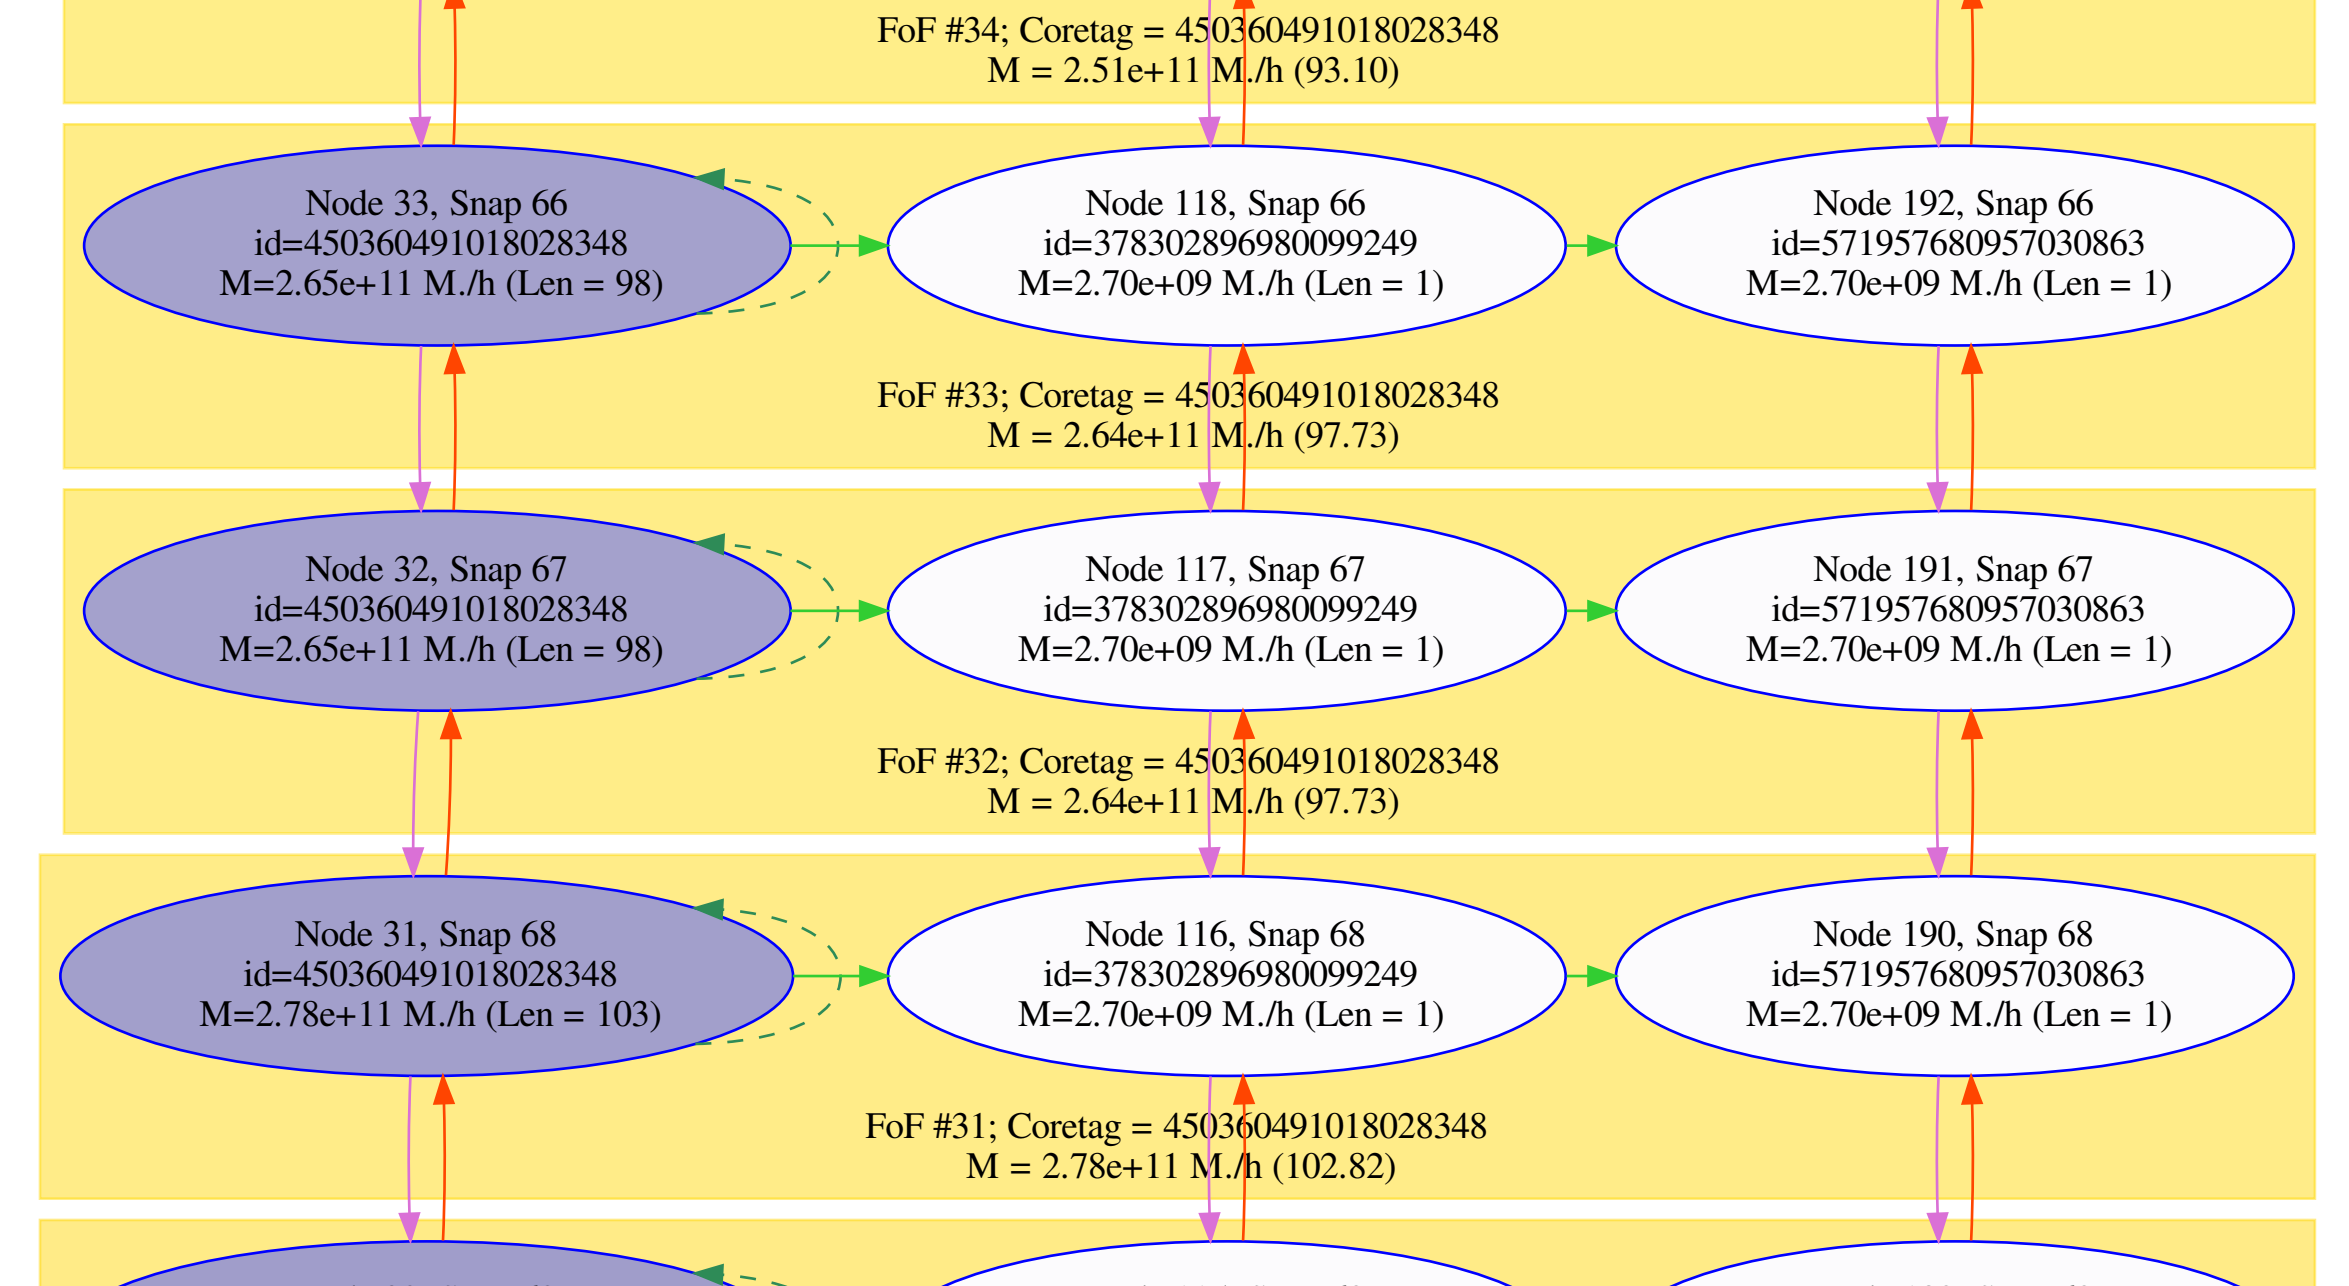 FoF #34; Coretag = 450360491018028348
M = 2.51e+11 M./h (93.10)
Node 33, Snap 66
id=450360491018028348
M=2.65e+11 M./h (Len = 98)
Node 118, Snap 66
id=378302896980099249
M=2.70e+09 M./h (Len = 1)
Node 192, Snap 66
id=571957680957030863
M=2.70e+09 M./h (Len = 1)
FoF #33; Coretag = 450360491018028348
M = 2.64e+11 M./h (97.73)
Node 32, Snap 67
id=450360491018028348
M=2.65e+11 M./h (Len = 98)
Node 117, Snap 67
id=378302896980099249
M=2.70e+09 M./h (Len = 1)
Node 191, Snap 67
id=571957680957030863
M=2.70e+09 M./h (Len = 1)
FoF #32; Coretag = 450360491018028348
M = 2.64e+11 M./h (97.73)
Node 31, Snap 68
id=450360491018028348
M=2.78e+11 M./h (Len = 103)
Node 116, Snap 68
id=378302896980099249
M=2.70e+09 M./h (Len = 1)
Node 190, Snap 68
id=571957680957030863
M=2.70e+09 M./h (Len = 1)
FoF #31; Coretag = 450360491018028348
M = 2.78e+11 M./h (102.82)